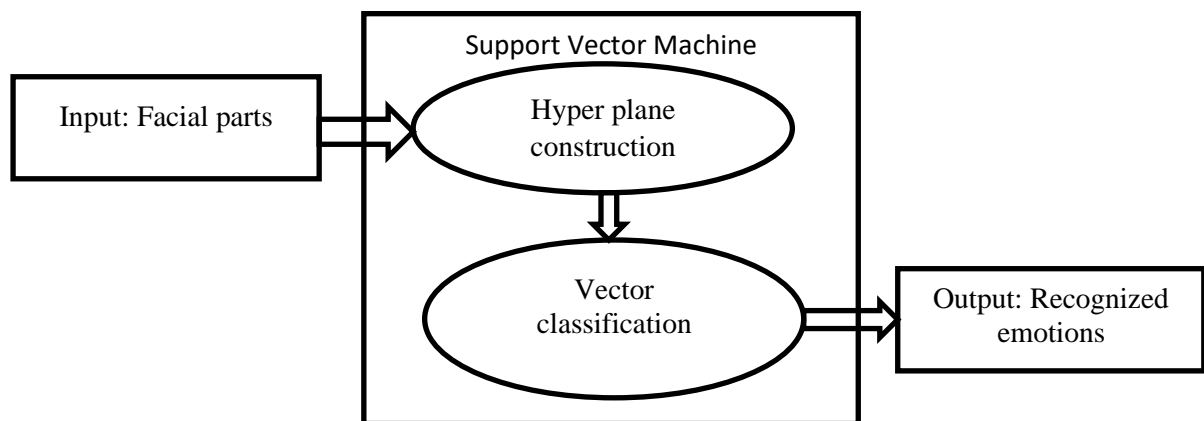 Support Vector Machine
Input: Facial parts
Hyper plane
construction
Vector
classification
Output: Recognized
emotions